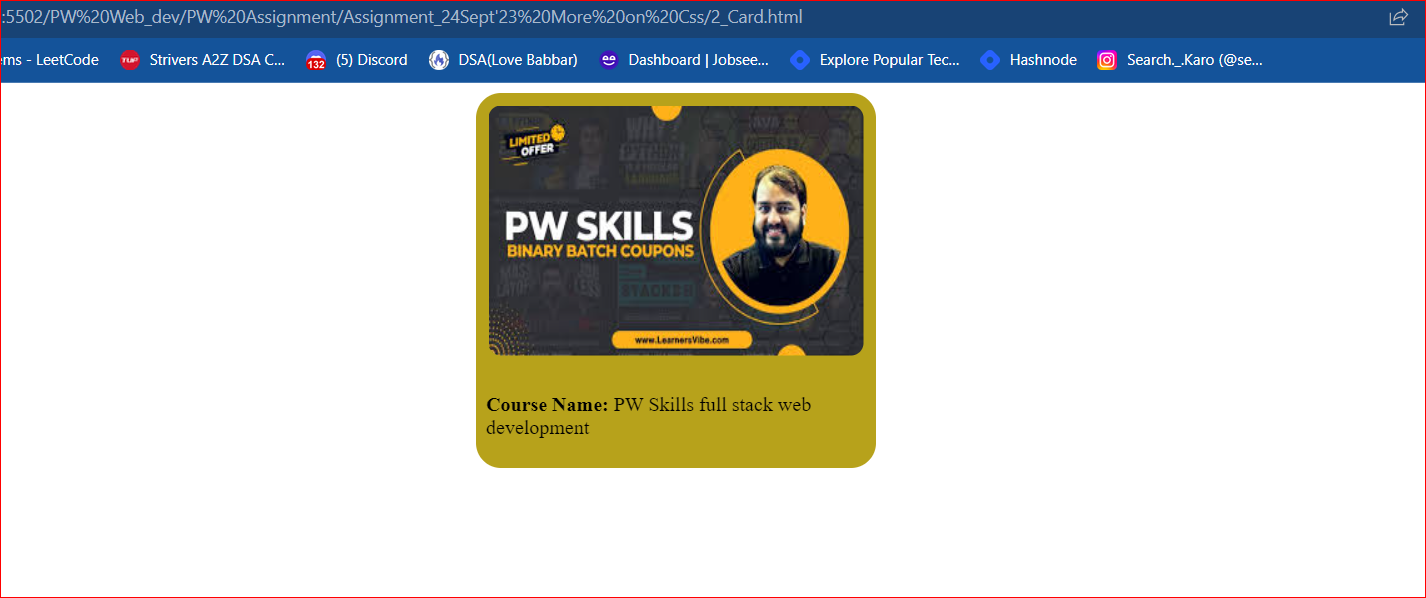 :5502/PW%20Web_dev/PW%20Assignment/Assignment_24Sept'23%20More%20on%20Css/2_Card.html
ems - LeetCode TUF Strivers A2Z DSA C... 132 (5) Discord DSA(Love Babbar) Dashboard | Jobsee... Explore Popular Tec... Hashnode Search._.Karo (@se...
LIMITED
OFFER
WHY
PYTHON
PW SKILLS
BINARY BATCH COUPONS
www.LearnersVibe.com
Course Name: PW Skills full stack web
development